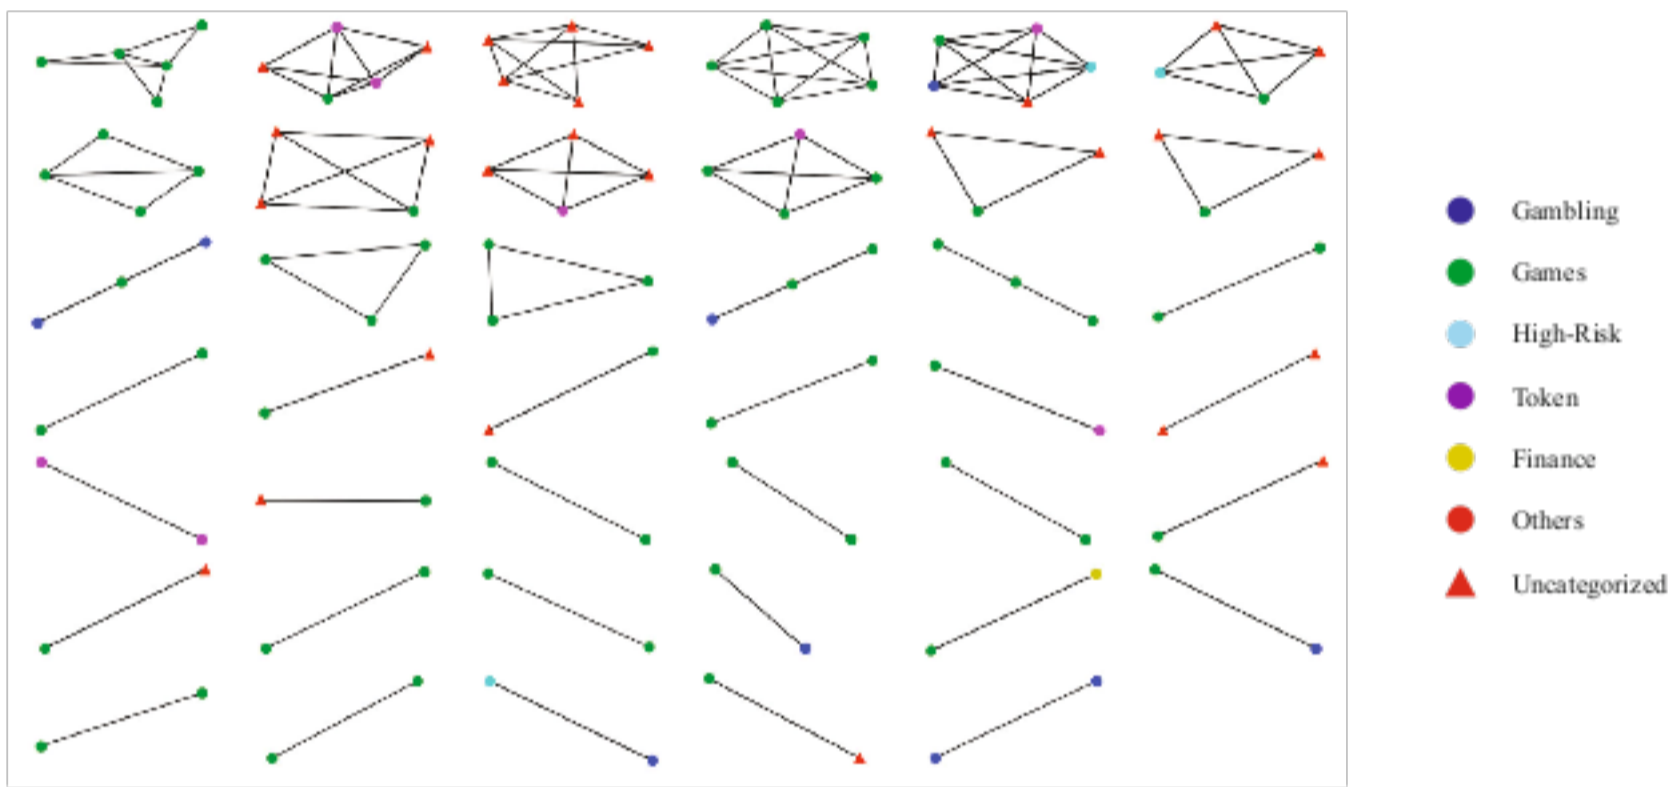 Gambling
Games
High-Risk
Token
Finance
Others
Uncategorized